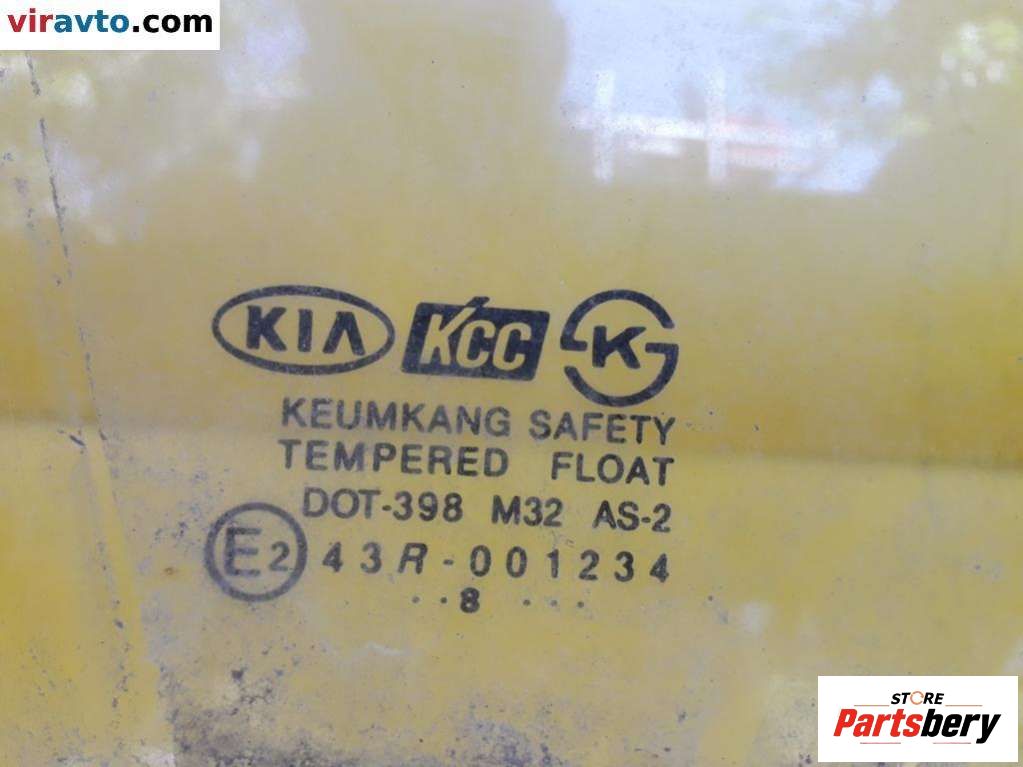 viravto.com
KIA KCC K
KEUMKANG SAFETY
TEMPERED FLOAT
DOT-398 M32 AS-2
E2 43R-001234
..8 ...
STORE
Partsbery